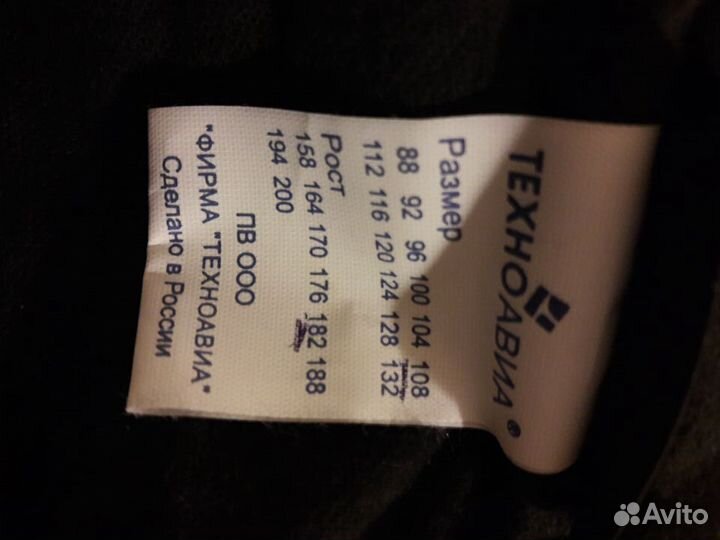 ТЕХНОАВИА®
Размер
88 92 96 100 104 108
112 116 120 124 128 132
Рост
158 164 170 176 182 188
194 200
ПВ ООО
"ФИРМА "ТЕХНОАВИА"
Сделано в России
Avito